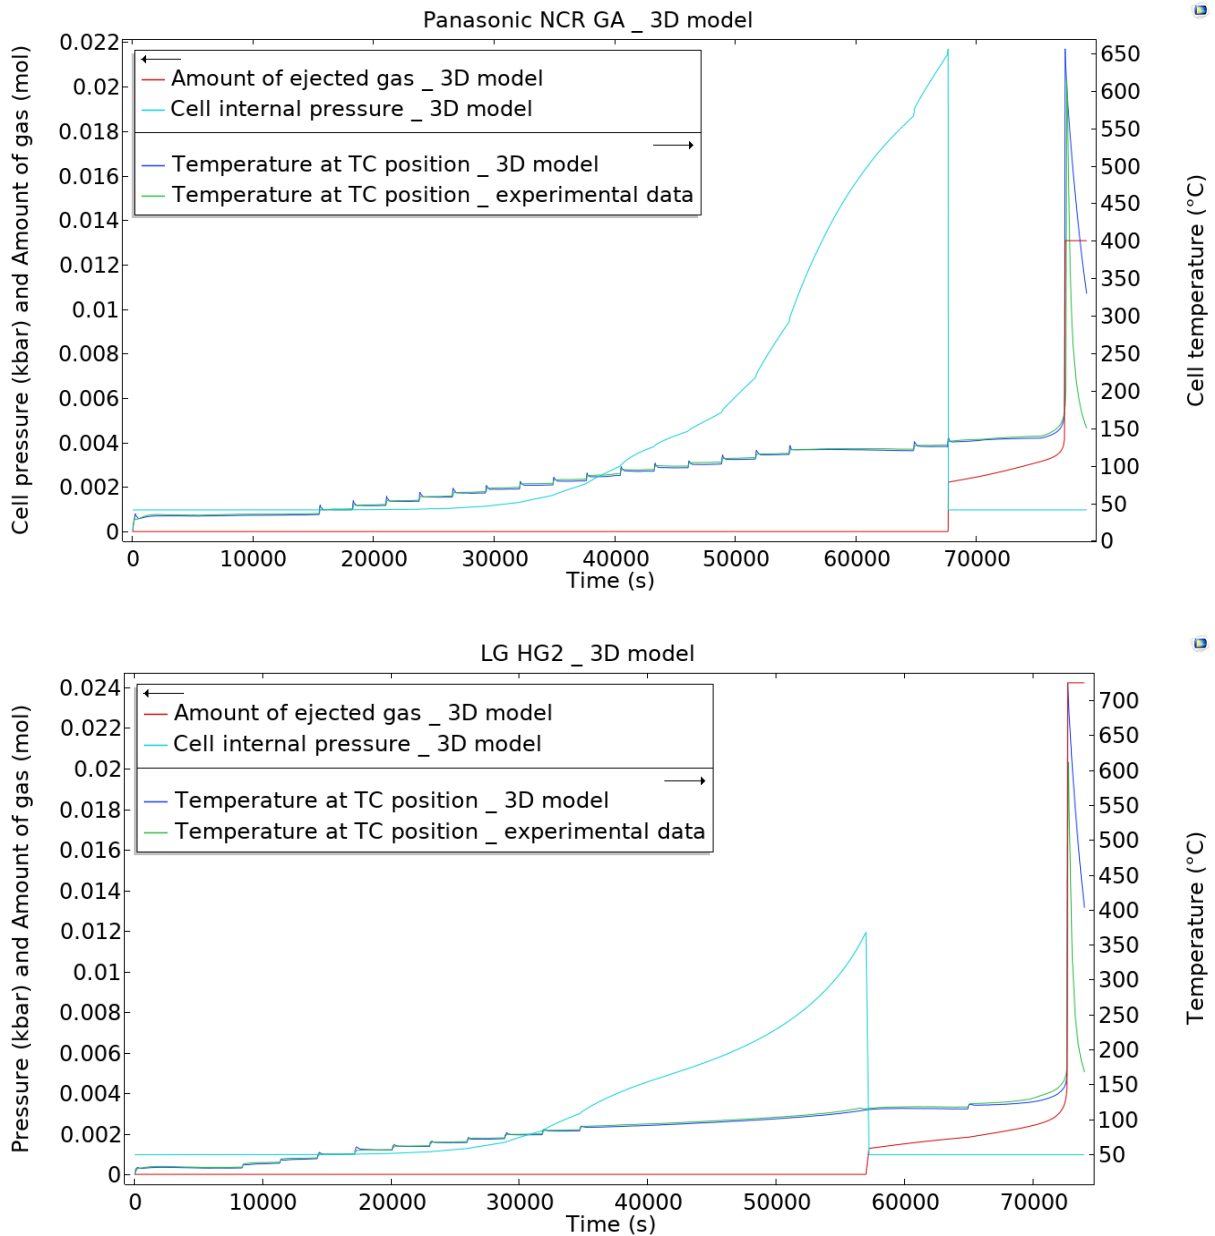 Panasonic NCR GA _ 3D model
Cell pressure (kbar) and Amount of gas (mol)
0.022
0.02
0.018
0.016
0.014
0.012
0.01
0.008
0.006
0.004
0.002
0
Amount of ejected gas _ 3D model
Cell internal pressure _ 3D model
Temperature at TC position _ 3D model
Temperature at TC position _ experimental data
650
600
550
500
450
400
350
300
250
200
150
100
50
0
Cell temperature (°C)
0 10000 20000 30000 40000 50000 60000 70000
Time (s)
LG HG2 _ 3D model
Pressure (kbar) and Amount of gas (mol)
0.024
0.022
0.02
0.018
0.016
0.014
0.012
0.01
0.008
0.006
0.004
0.002
0
Amount of ejected gas _ 3D model
Cell internal pressure _ 3D model
Temperature at TC position _ 3D model
Temperature at TC position _ experimental data
700
650
600
550
500
450
400
350
300
250
200
150
100
50
Temperature (°C)
0 10000 20000 30000 40000 50000 60000 70000
Time (s)